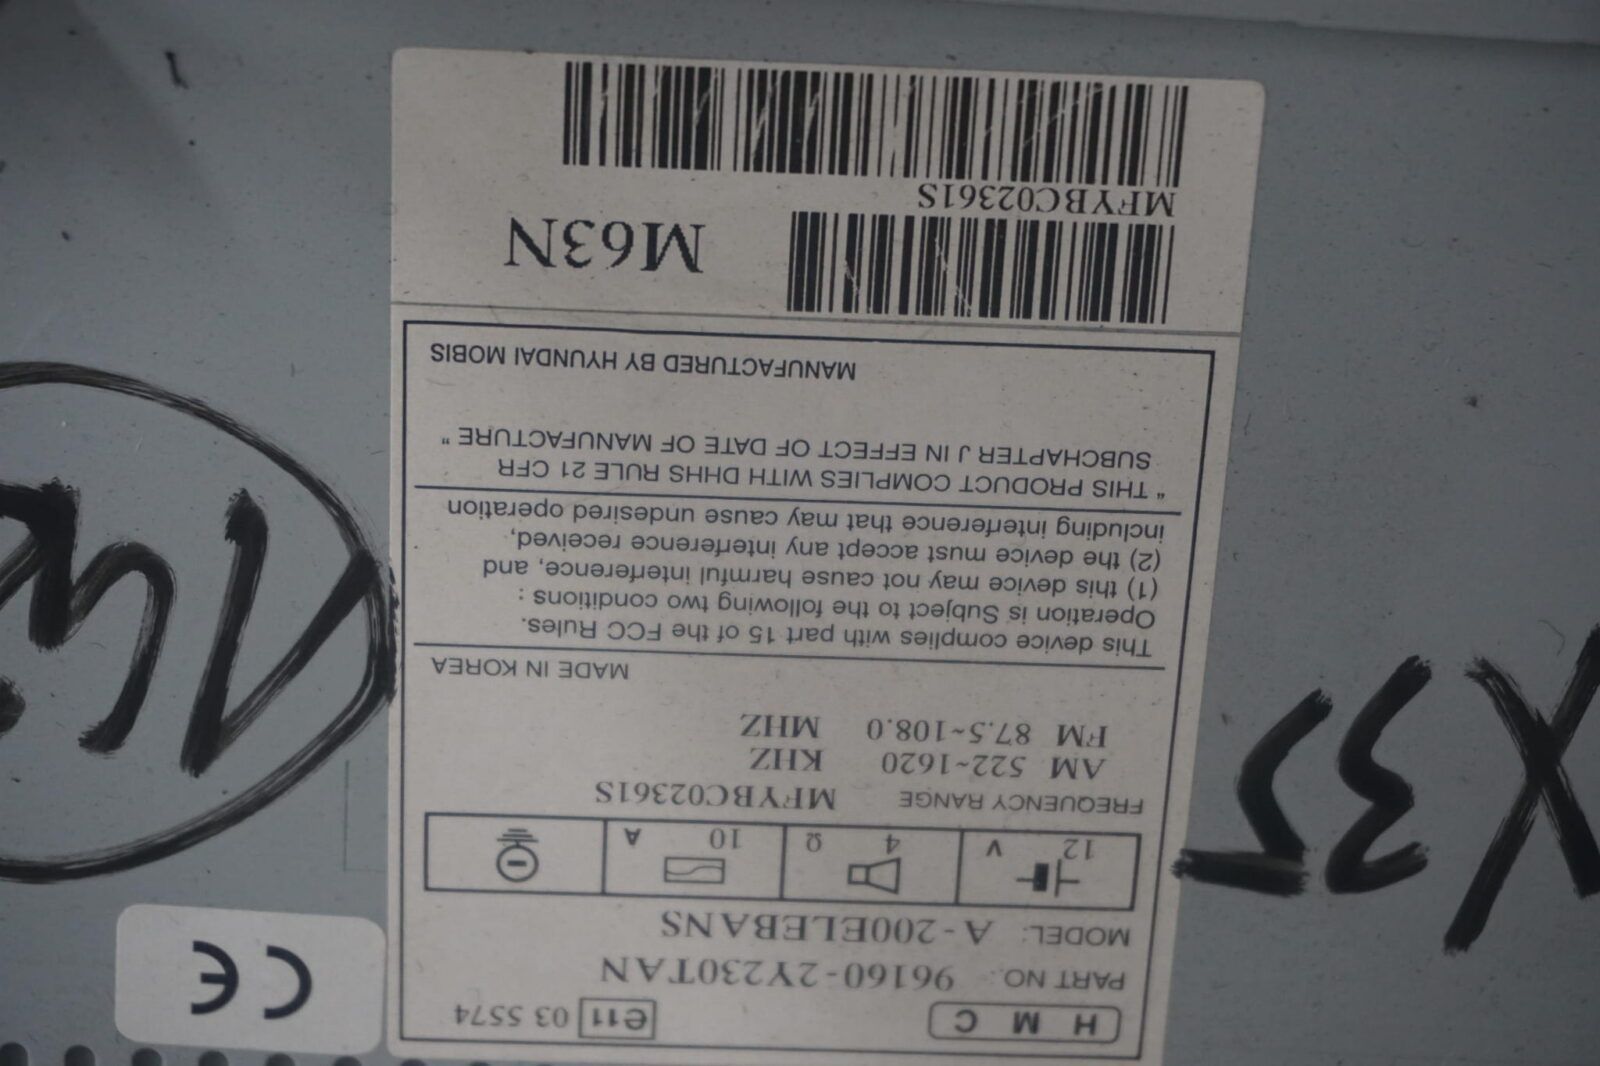 H M C e11 03 5574
PART NO. 96160-2Y230TAN
MODEL: A-200ELEBANS
12 V 4 Ω 10 A
FREQUENCY RANGE MFYBC02361S
AM 522~1620 KHZ
FM 87.5~108.0 MHZ
MADE IN KOREA
This device complies with part 15 of the FCC Rules.
Operation is Subject to the following two conditions :
(1) this device may not cause harmful interference, and
(2) the device must accept any interference received,
including interference that may cause undesired operation
" THIS PRODUCT COMPLIES WITH DHHS RULE 21 CFR
SUBCHAPTER J IN EFFECT OF DATE OF MANUFACTURE "
MANUFACTURED BY HYUNDAI MOBIS
M63N
MFYBC02361S
CE
X35